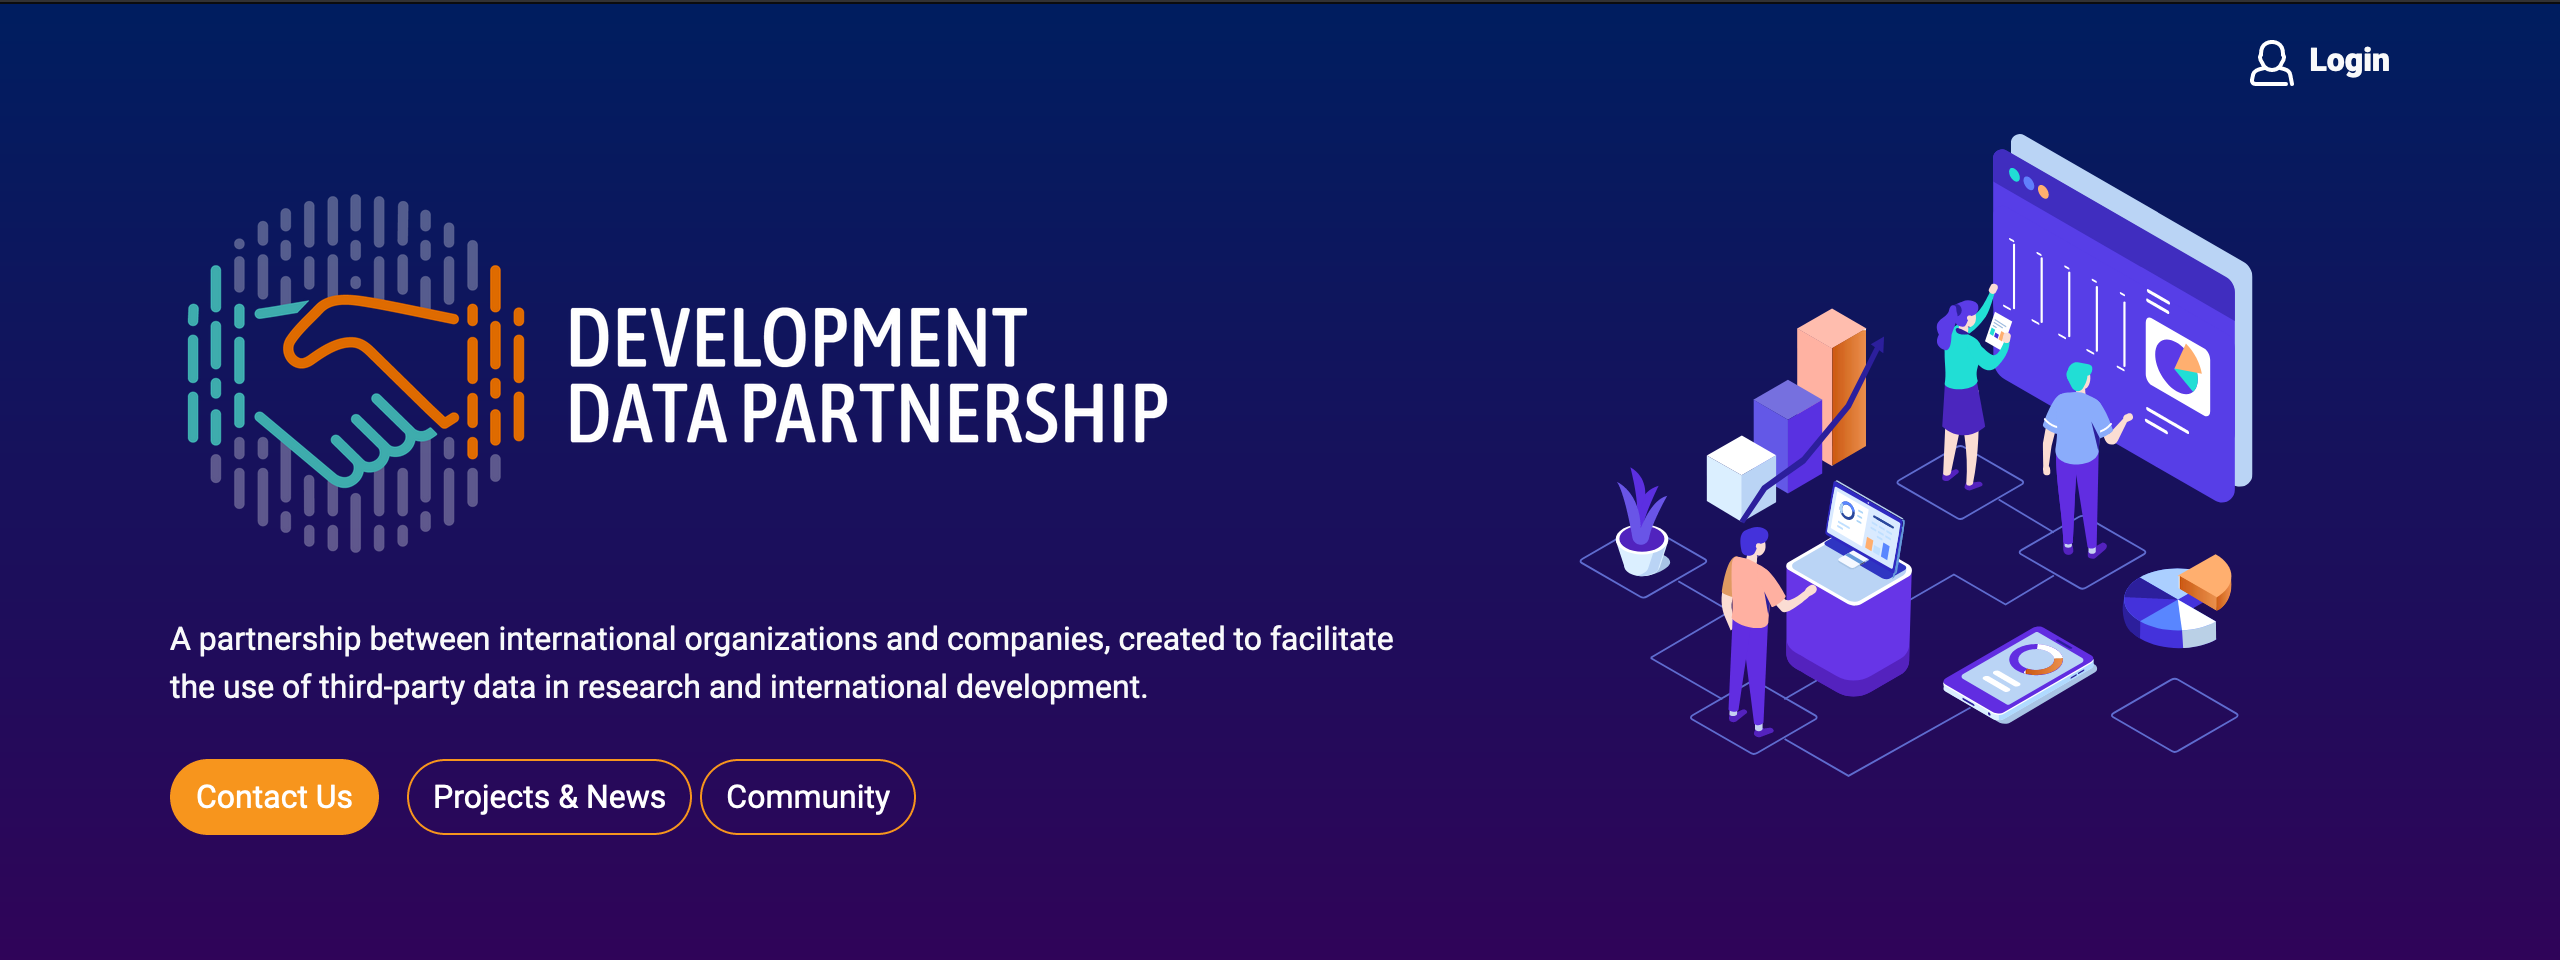 Login
DEVELOPMENT
DATA PARTNERSHIP
A partnership between international organizations and companies, created to facilitate
the use of third-party data in research and international development.
Contact Us
Projects & News
Community